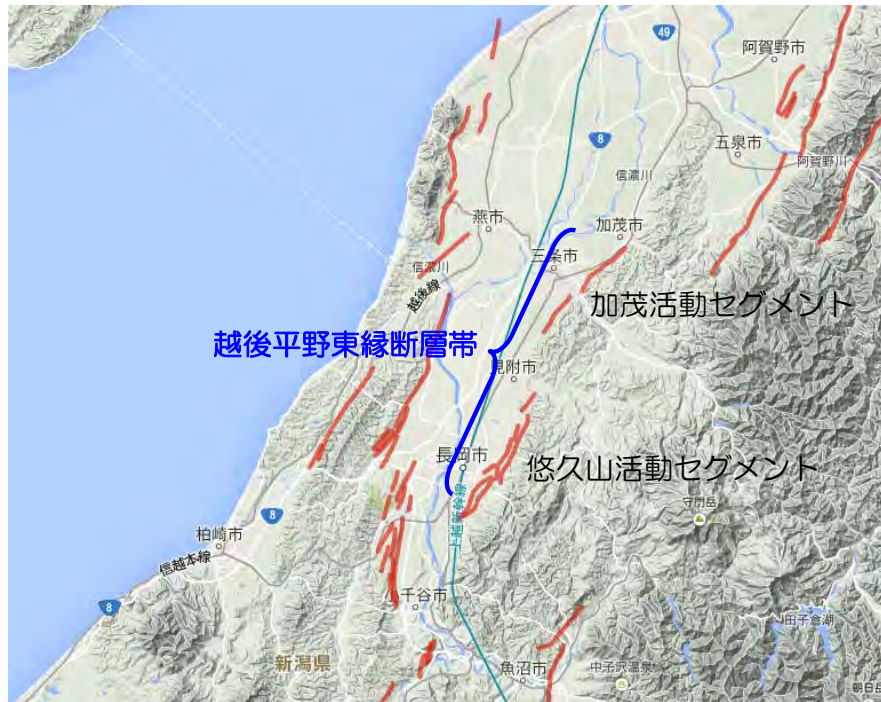 49
阿賀野市
8
五泉市
阿賀野川
信濃川
燕市
加茂市
三条市
信濃川
越後線
加茂活動セグメント
越後平野東縁断層帯
見附市
長岡市
悠久山活動セグメント
上越新幹線
守門岳
8
柏崎市
信越本線
小千谷市
8
田子倉湖
新潟県
魚沼市
中子沢温泉
朝日岳